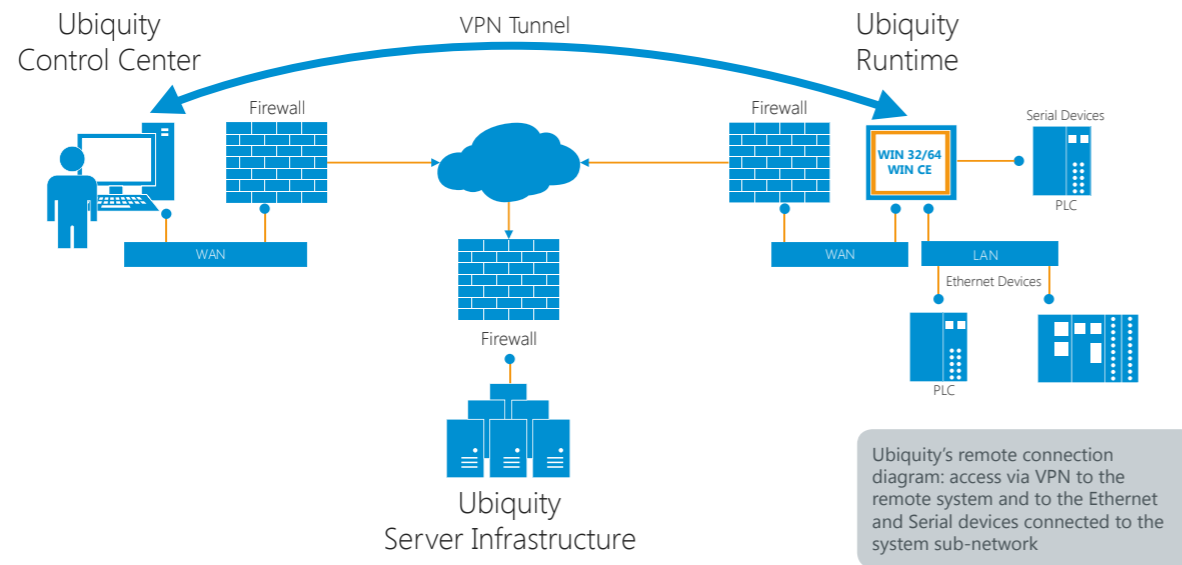 Ubiquity
Control Center
VPN Tunnel
Ubiquity
Runtime
Firewall
Firewall
Serial Devices
WIN 32/64
WIN CE
PLC
WAN
WAN
LAN
Ethernet Devices
Firewall
PLC
Ubiquity
Server Infrastructure
Ubiquity’s remote connection
diagram: access via VPN to the
remote system and to the Ethernet
and Serial devices connected to the
system sub-network